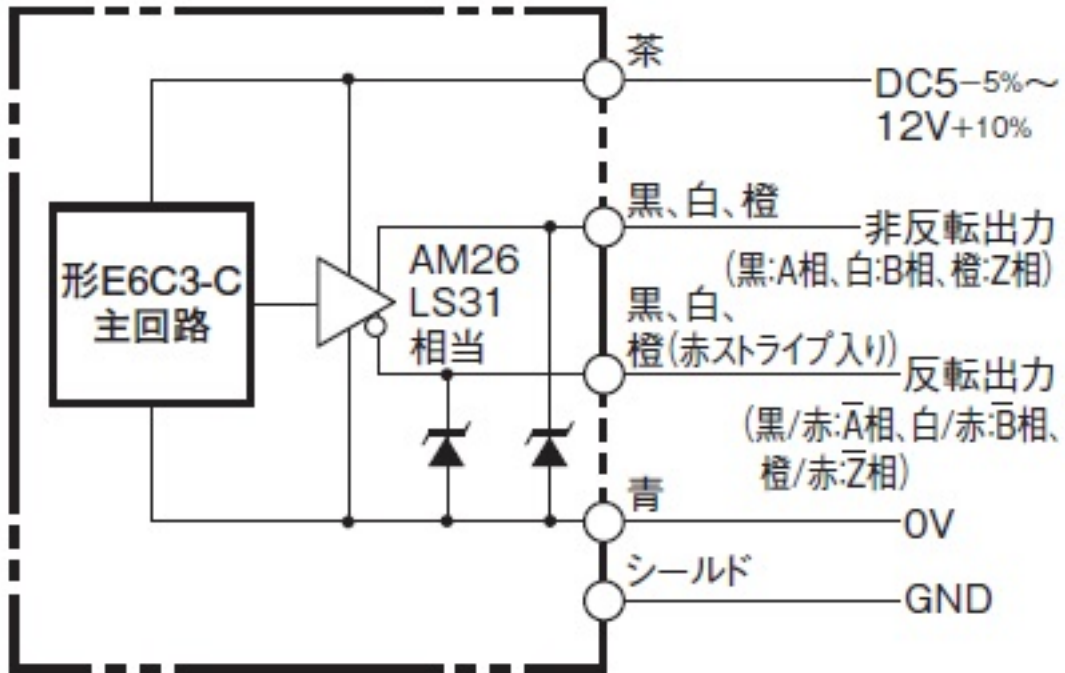 茶
DC5−5%～
12V+10%
黒、白、橙
非反転出力
(黒:A相、白:B相、橙:Z相)
形E6C3-C
主回路
AM26
LS31
相当
黒、白、
橙(赤ストライプ入り)
反転出力
(黒/赤:A̅相、白/赤:B̅相、
橙/赤:Z̅相)
青
0V
シールド
GND